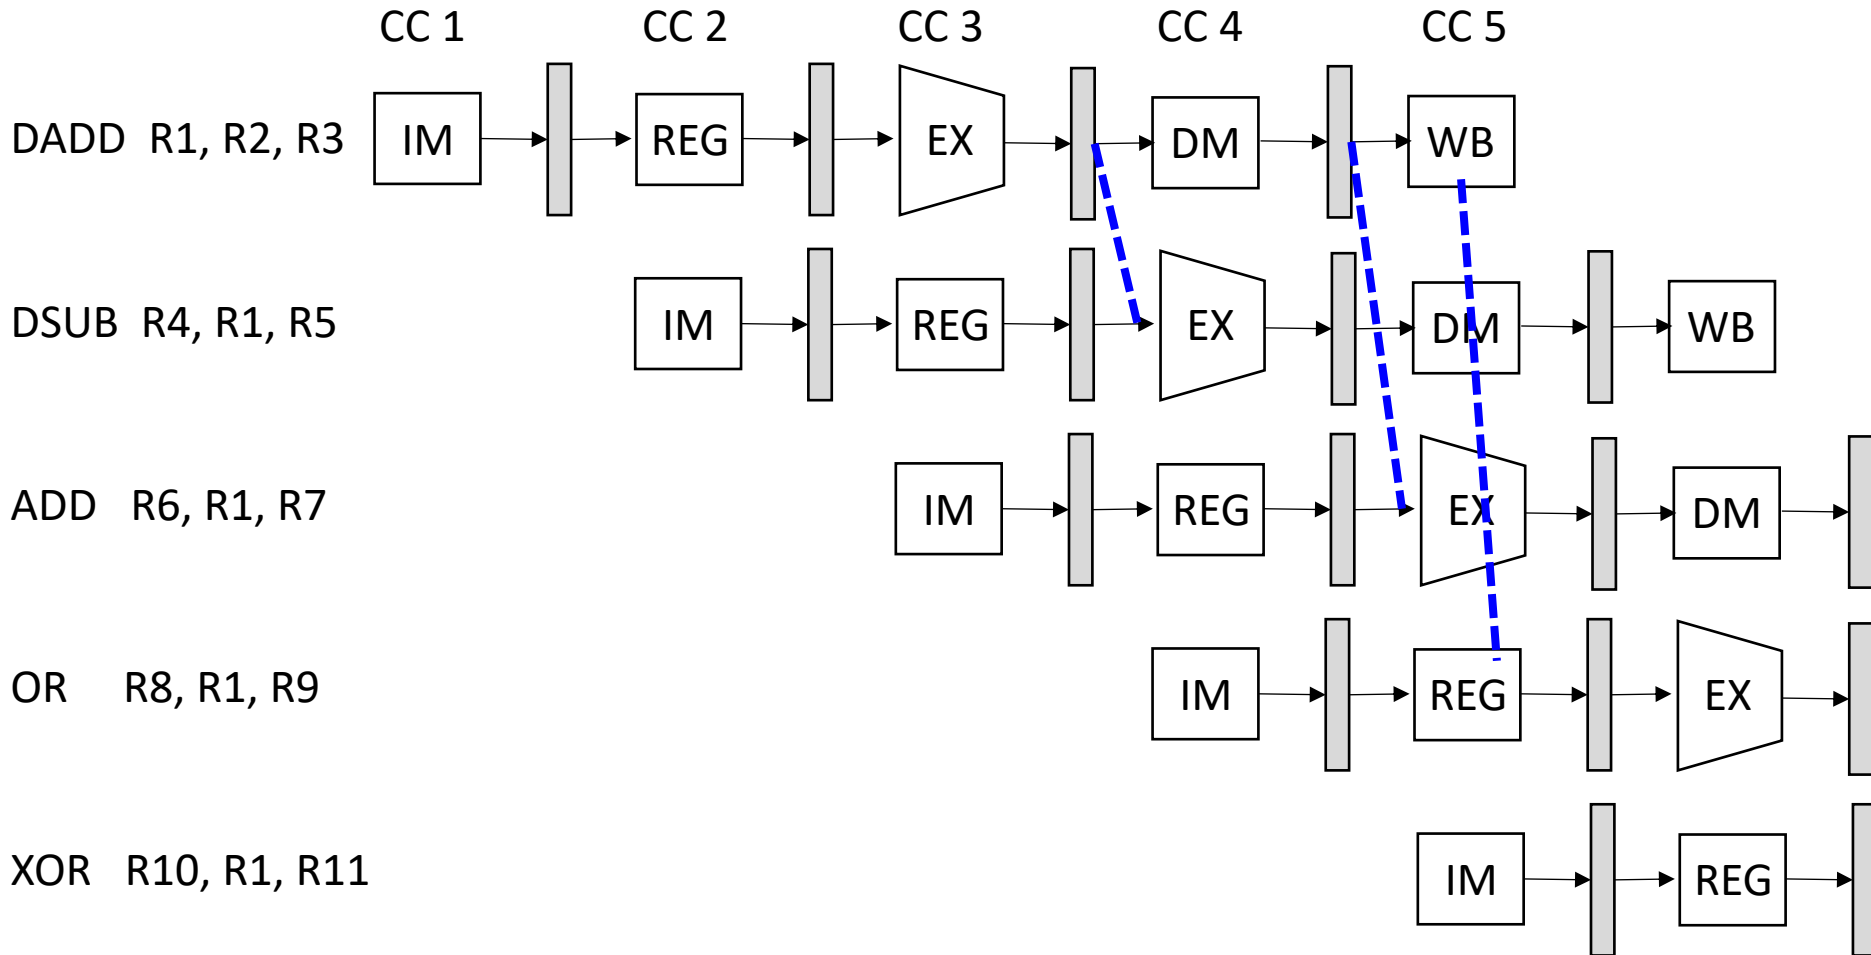 CC 1 CC 2 CC 3 CC 4 CC 5
DADD R1, R2, R3 IM REG EX DM WB
DSUB R4, R1, R5 IM REG EX DM WB
ADD R6, R1, R7 IM REG EX DM
OR R8, R1, R9 IM REG EX
XOR R10, R1, R11 IM REG